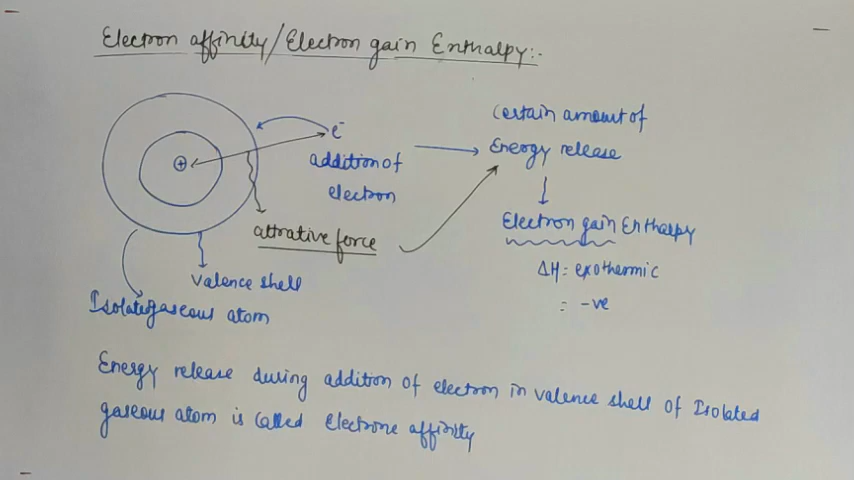 Electron affinity/Electron gain Enthalpy:-
e-
addition of
electron
attrative force
Valence shell
Isolategaseous atom
Certain amount of
Energy release
Electron gain Enthalpy
ΔH = exothermic
= -ve
Energy release during addition of electron in valence shell of Isolated
gaseous atom is called electrone affinity